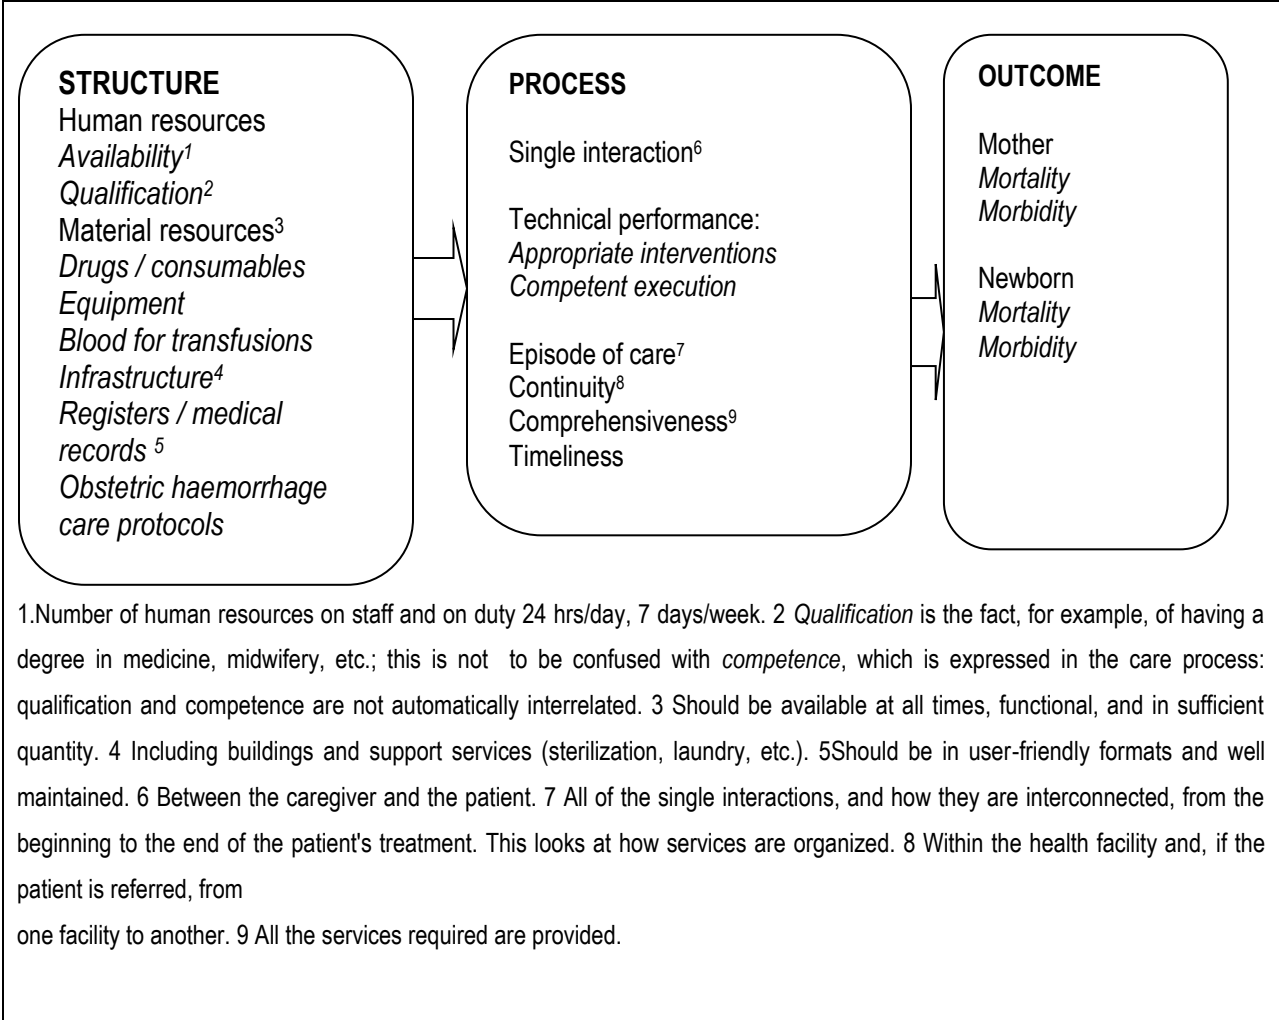 STRUCTURE
Human resources
Availability1
Qualification2
Material resources3
Drugs / consumables
Equipment
Blood for transfusions
Infrastructure4
Registers / medical
records 5
Obstetric haemorrhage
care protocols
PROCESS
Single interaction6
Technical performance:
Appropriate interventions
Competent execution
Episode of care7
Continuity8
Comprehensiveness9
Timeliness
OUTCOME
Mother
Mortality
Morbidity
Newborn
Mortality
Morbidity
1.Number of human resources on staff and on duty 24 hrs/day, 7 days/week. 2 Qualification is the fact, for example, of having a
degree in medicine, midwifery, etc.; this is not to be confused with competence, which is expressed in the care process:
qualification and competence are not automatically interrelated. 3 Should be available at all times, functional, and in sufficient
quantity. 4 Including buildings and support services (sterilization, laundry, etc.). 5Should be in user-friendly formats and well
maintained. 6 Between the caregiver and the patient. 7 All of the single interactions, and how they are interconnected, from the
beginning to the end of the patient's treatment. This looks at how services are organized. 8 Within the health facility and, if the
patient is referred, from
one facility to another. 9 All the services required are provided.